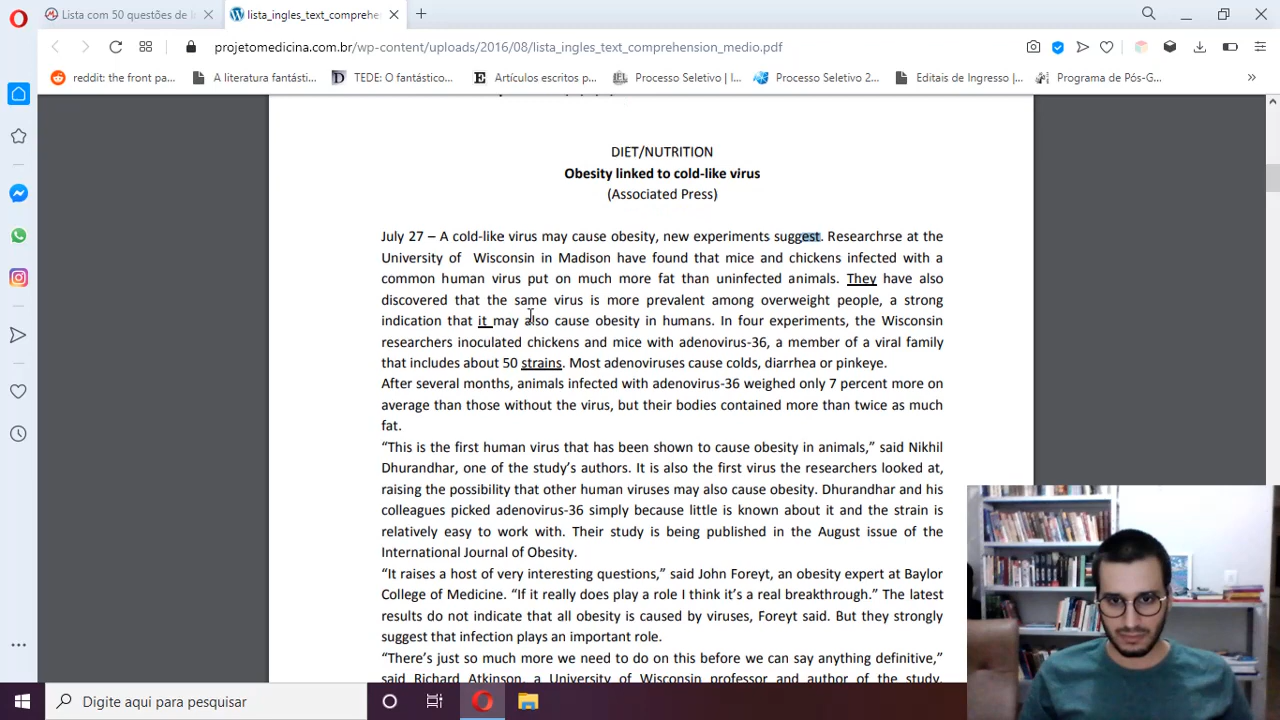 Lista com 50 questões de l
lista_ingles_text_comprehe
projetomedicina.com.br/wp-content/uploads/2016/08/lista_ingles_text_comprehension_medio.pdf
reddit: the front pa...
A literatura fantásti...
TEDE: O fantástico...
Artículos escritos p...
Processo Seletivo | I...
Processo Seletivo 2...
Editais de Ingresso |...
Programa de Pós-G...
DIET/NUTRITION
Obesity linked to cold-like virus
(Associated Press)
July 27 – A cold-like virus may cause obesity, new experiments suggest. Researchrse at the
University of Wisconsin in Madison have found that mice and chickens infected with a
common human virus put on much more fat than uninfected animals. They have also
discovered that the same virus is more prevalent among overweight people, a strong
indication that it may also cause obesity in humans. In four experiments, the Wisconsin
researchers inoculated chickens and mice with adenovirus-36, a member of a viral family
that includes about 50 strains. Most adenoviruses cause colds, diarrhea or pinkeye.
After several months, animals infected with adenovirus-36 weighed only 7 percent more on
average than those without the virus, but their bodies contained more than twice as much
fat.
“This is the first human virus that has been shown to cause obesity in animals,” said Nikhil
Dhurandhar, one of the study’s authors. It is also the first virus the researchers looked at,
raising the possibility that other human viruses may also cause obesity. Dhurandhar and his
colleagues picked adenovirus-36 simply because little is known about it and the strain is
relatively easy to work with. Their study is being published in the August issue of the
International Journal of Obesity.
“It raises a host of very interesting questions,” said John Foreyt, an obesity expert at Baylor
College of Medicine. “If it really does play a role I think it’s a real breakthrough.” The latest
results do not indicate that all obesity is caused by viruses, Foreyt said. But they strongly
suggest that infection plays an important role.
“There’s just so much more we need to do on this before we can say anything definitive,”
said Richard Atkinson, a University of Wisconsin professor and author of the study.
Digite aqui para pesquisar